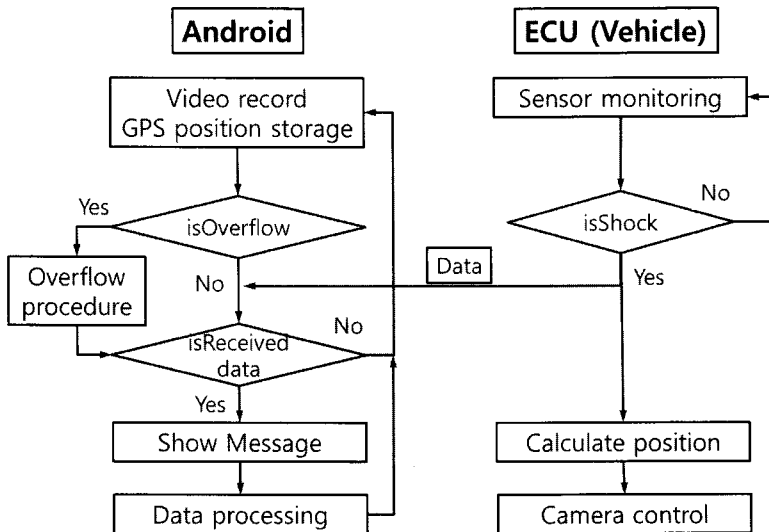 Android
Video record
GPS position storage
Yes
isOverflow
Overflow
procedure
No
isReceived
data
No
Yes
Show Message
Data processing
ECU (Vehicle)
Sensor monitoring
No
isShock
Data
Yes
Calculate position
Camera control